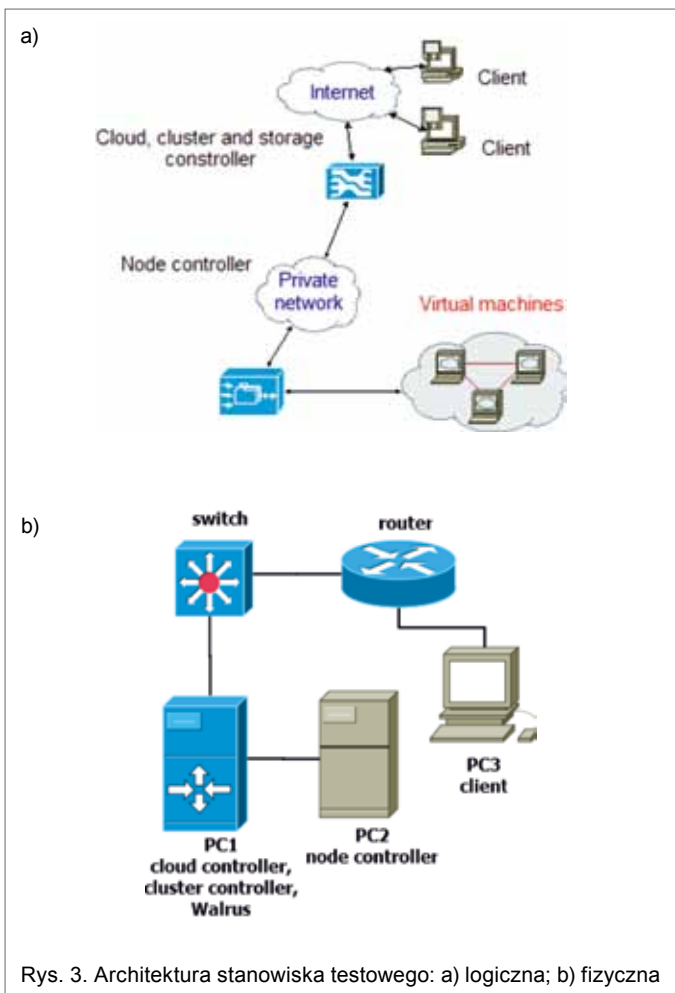 a)
Internet
Client
Client
Cloud, cluster and storage
constroller
Node controller
Private
network
Virtual machines
b)
switch
router
PC3
client
PC1
cloud controller,
cluster controller,
Walrus
PC2
node controller
Rys. 3. Architektura stanowiska testowego: a) logiczna; b) fizyczna